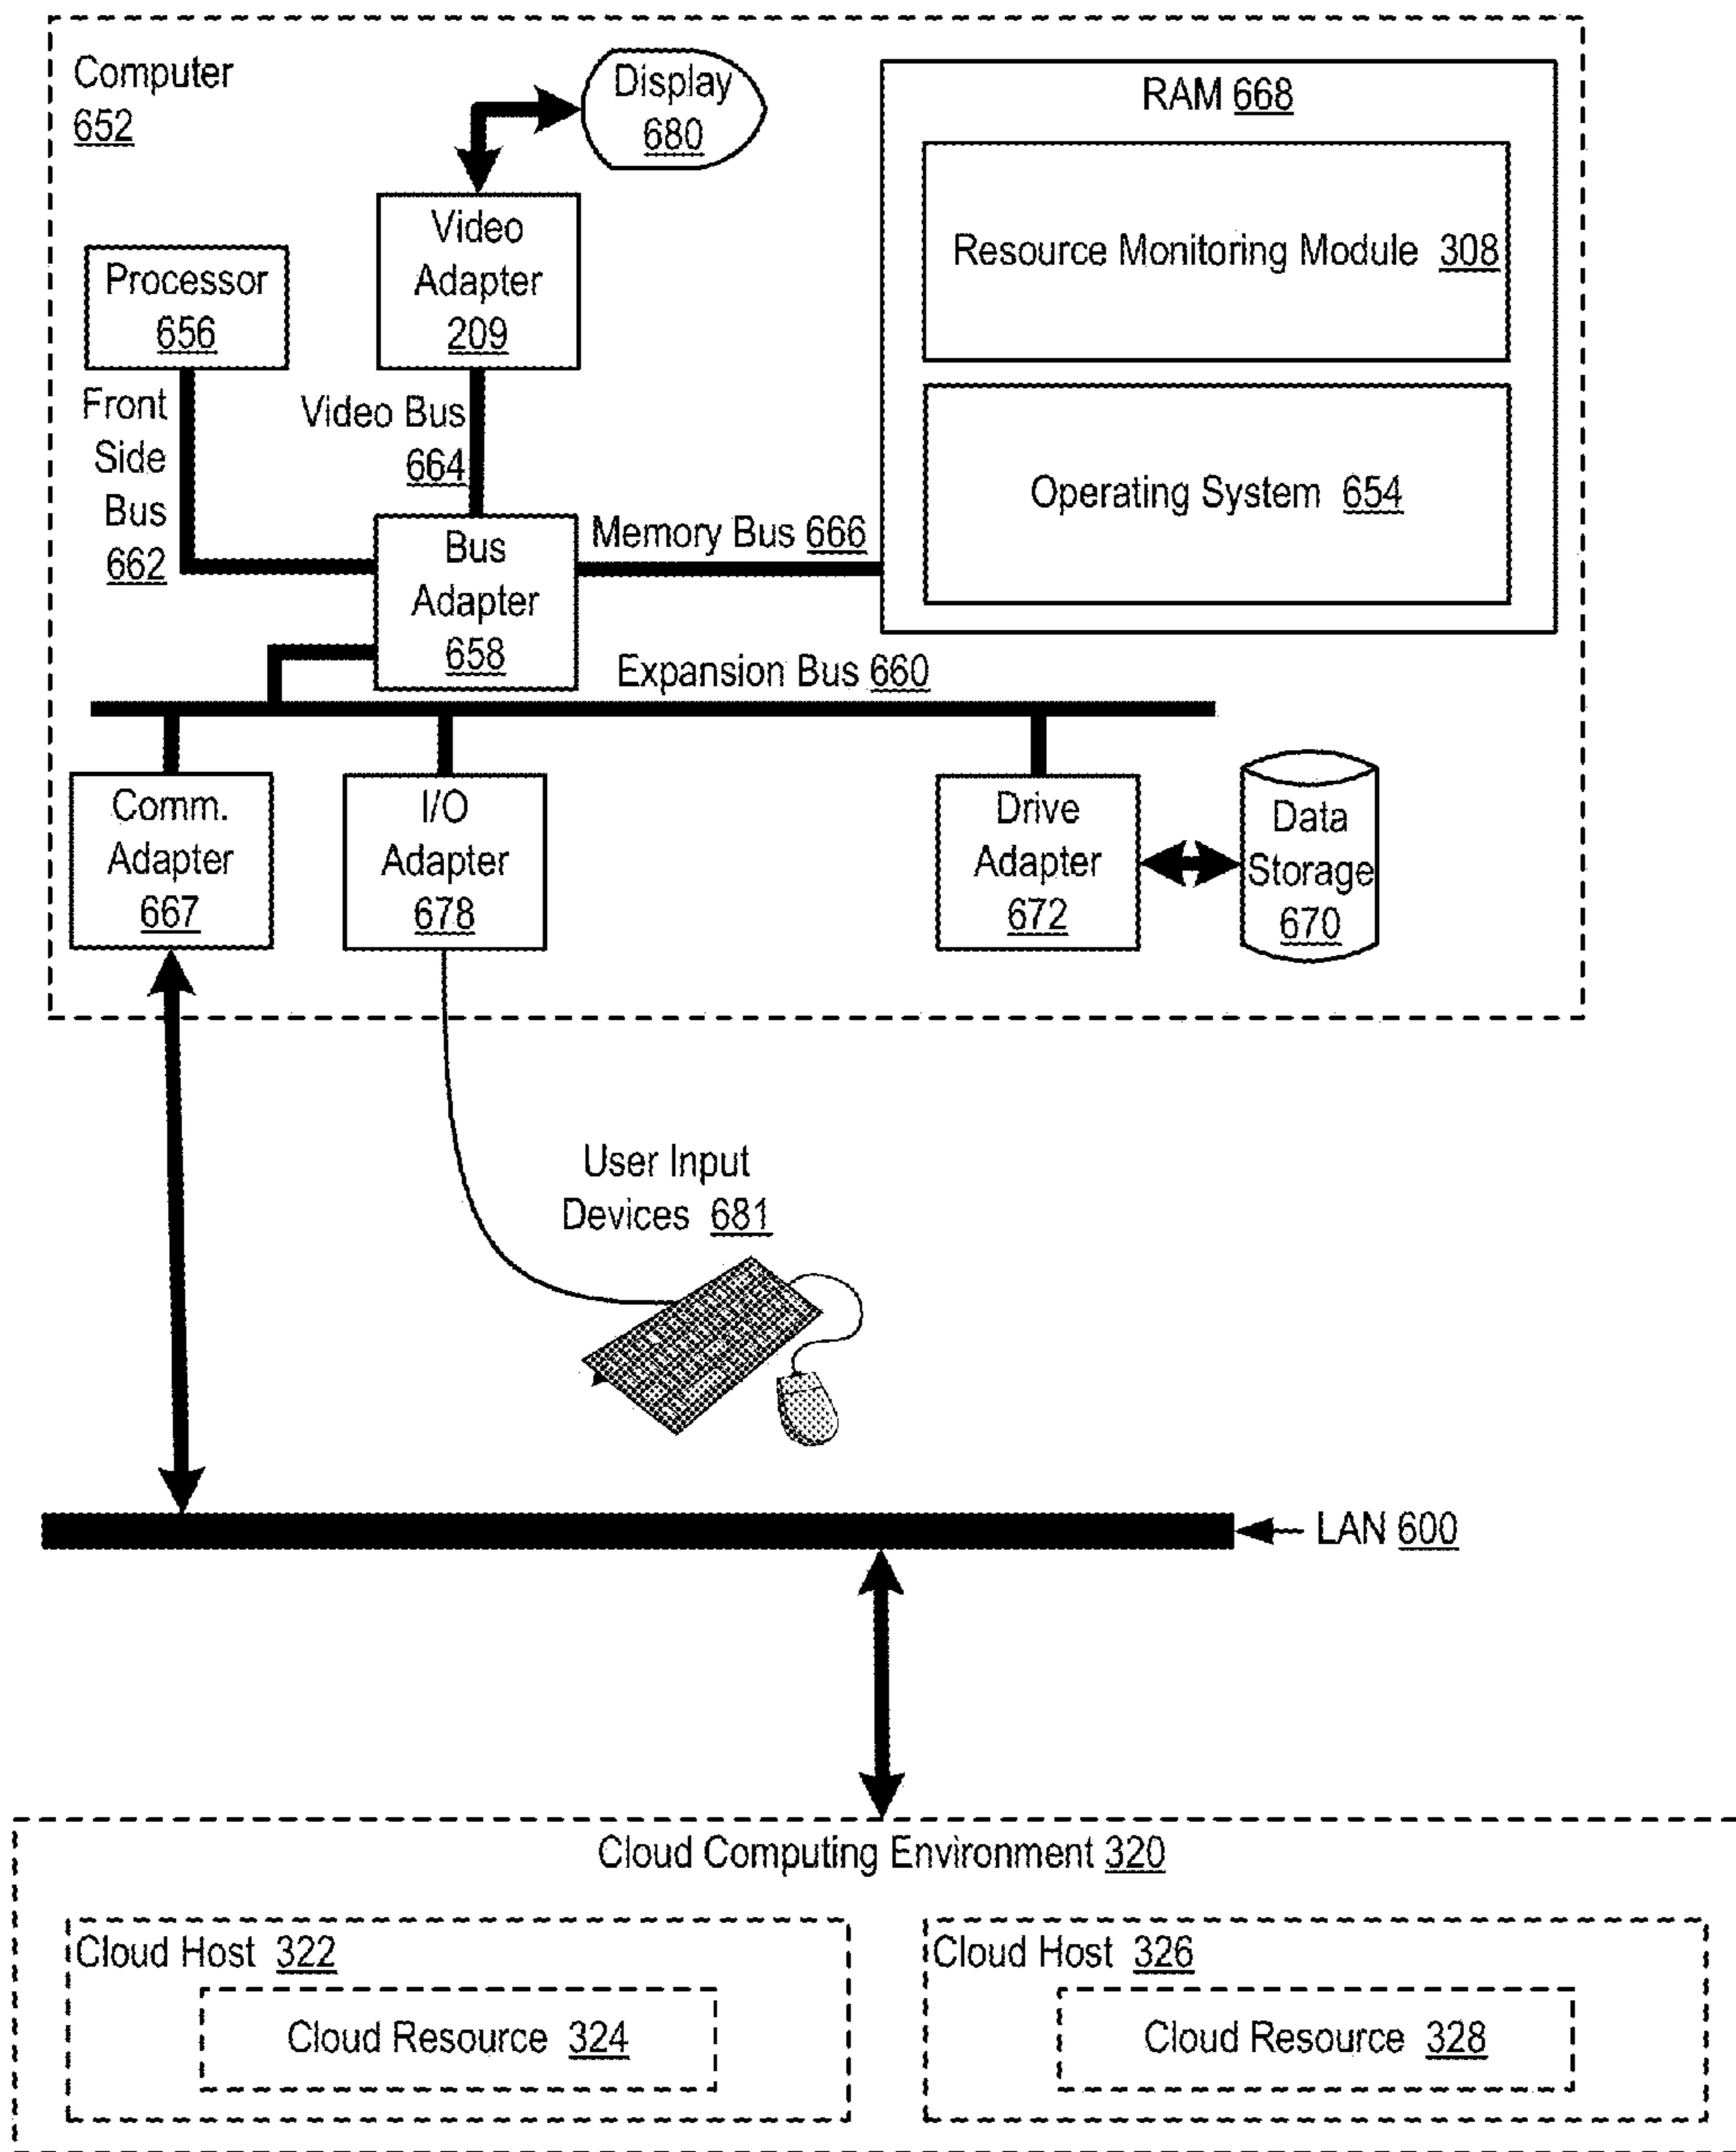 Computer
652
Display
680
RAM 668
Resource Monitoring Module 308
Operating System 654
Video
Adapter
209
Processor
656
Front
Side
Bus
662
Video Bus
664
Bus
Adapter
658
Memory Bus 666
Expansion Bus 660
Comm.
Adapter
667
I/O
Adapter
678
Drive
Adapter
672
Data
Storage
670
User Input
Devices 681
LAN 600
Cloud Computing Environment 320
Cloud Host 322
Cloud Resource 324
Cloud Host 326
Cloud Resource 328